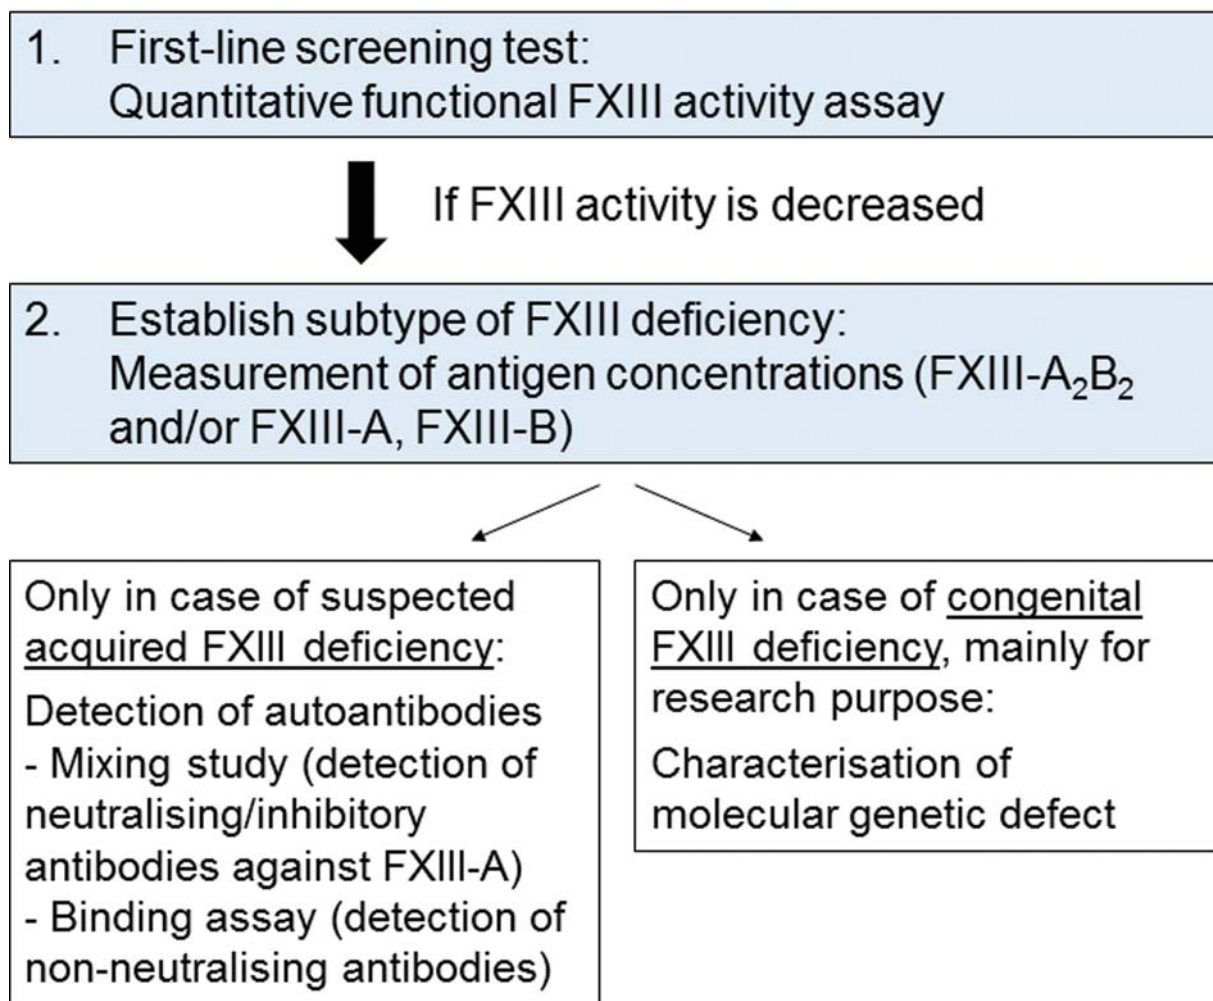 1. First-line screening test:
Quantitative functional FXIII activity assay
If FXIII activity is decreased
2. Establish subtype of FXIII deficiency:
Measurement of antigen concentrations (FXIII-A₂B₂
and/or FXIII-A, FXIII-B)
Only in case of suspected
acquired FXIII deficiency:
Detection of autoantibodies
- Mixing study (detection of
neutralising/inhibitory
antibodies against FXIII-A)
- Binding assay (detection of
non-neutralising antibodies)
Only in case of congenital
FXIII deficiency, mainly for
research purpose:
Characterisation of
molecular genetic defect